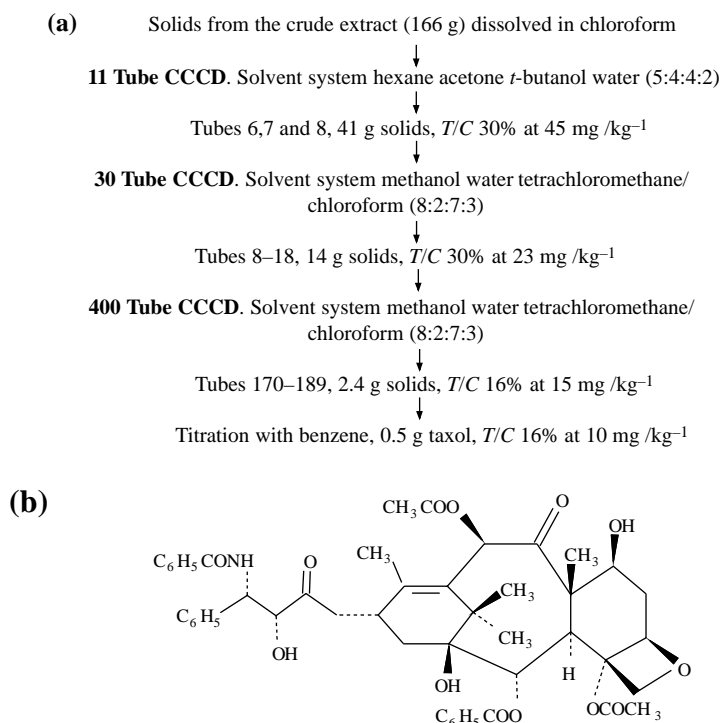 (a) Solids from the crude extract (166 g) dissolved in chloroform
11 Tube CCCD. Solvent system hexane acetone t-butanol water (5:4:4:2)
Tubes 6,7 and 8, 41 g solids, T/C 30% at 45 mg /kg⁻¹
30 Tube CCCD. Solvent system methanol water tetrachloromethane/
chloroform (8:2:7:3)
Tubes 8–18, 14 g solids, T/C 30% at 23 mg /kg⁻¹
400 Tube CCCD. Solvent system methanol water tetrachloromethane/
chloroform (8:2:7:3)
Tubes 170–189, 2.4 g solids, T/C 16% at 15 mg /kg⁻¹
Titration with benzene, 0.5 g taxol, T/C 16% at 10 mg /kg⁻¹
(b)
CH₃COO
O
OH
C₆H₅CONH
O
CH₃
CH₃
CH₃
C₆H₅
CH₃
OH
OH
H
O
C₆H₅COO
OCOCH₃